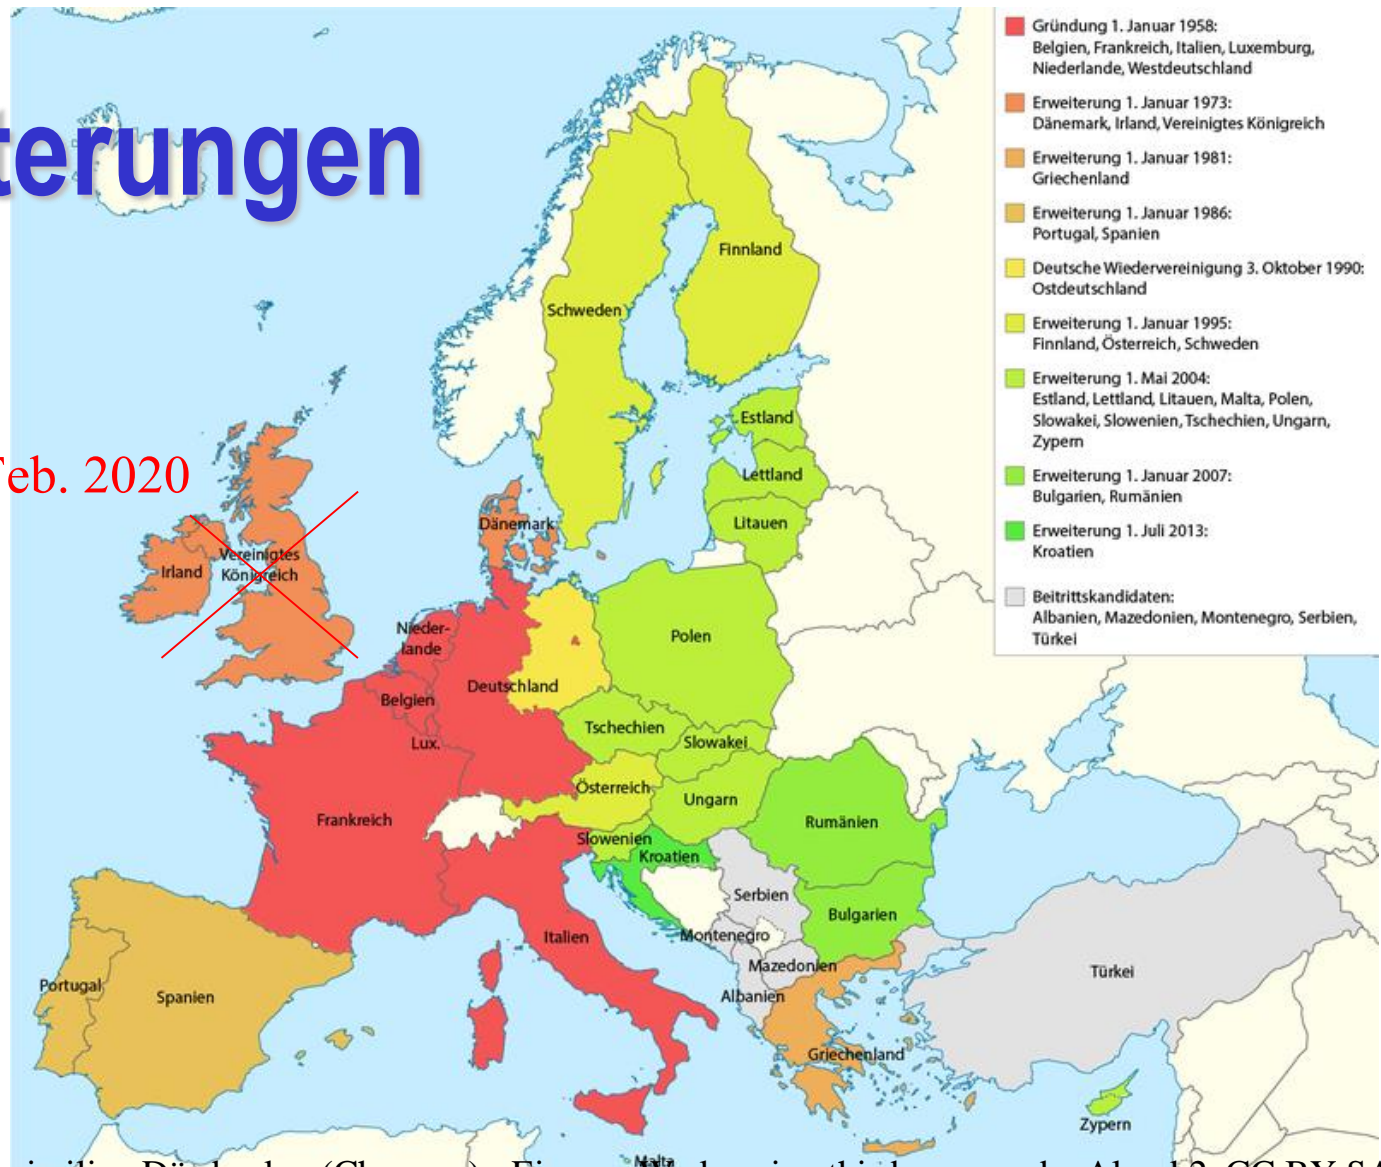 terungen
Feb. 2020
Gründung 1. Januar 1958:
Belgien, Frankreich, Italien, Luxemburg,
Niederlande, Westdeutschland
Erweiterung 1. Januar 1973:
Dänemark, Irland, Vereinigtes Königreich
Erweiterung 1. Januar 1981:
Griechenland
Erweiterung 1. Januar 1986:
Portugal, Spanien
Deutsche Wiedervereinigung 3. Oktober 1990:
Ostdeutschland
Erweiterung 1. Januar 1995:
Finnland, Österreich, Schweden
Erweiterung 1. Mai 2004:
Estland, Lettland, Litauen, Malta, Polen,
Slowakei, Slowenien, Tschechien, Ungarn,
Zypern
Erweiterung 1. Januar 2007:
Bulgarien, Rumänien
Erweiterung 1. Juli 2013:
Kroatien
Beitrittskandidaten:
Albanien, Mazedonien, Montenegro, Serbien,
Türkei
Finnland
Schweden
Estland
Lettland
Litauen
Dänemark
Irland
Vereinigtes
Königreich
Nieder-
lande
Polen
Deutschland
Belgien
Tschechien
Lux.
Slowakei
Österreich
Ungarn
Frankreich
Rumänien
Slowenien
Kroatien
Serbien
Bulgarien
Italien
Montenegro
Mazedonien
Türkei
Portugal
Spanien
Albanien
Griechenland
Zypern
Malta